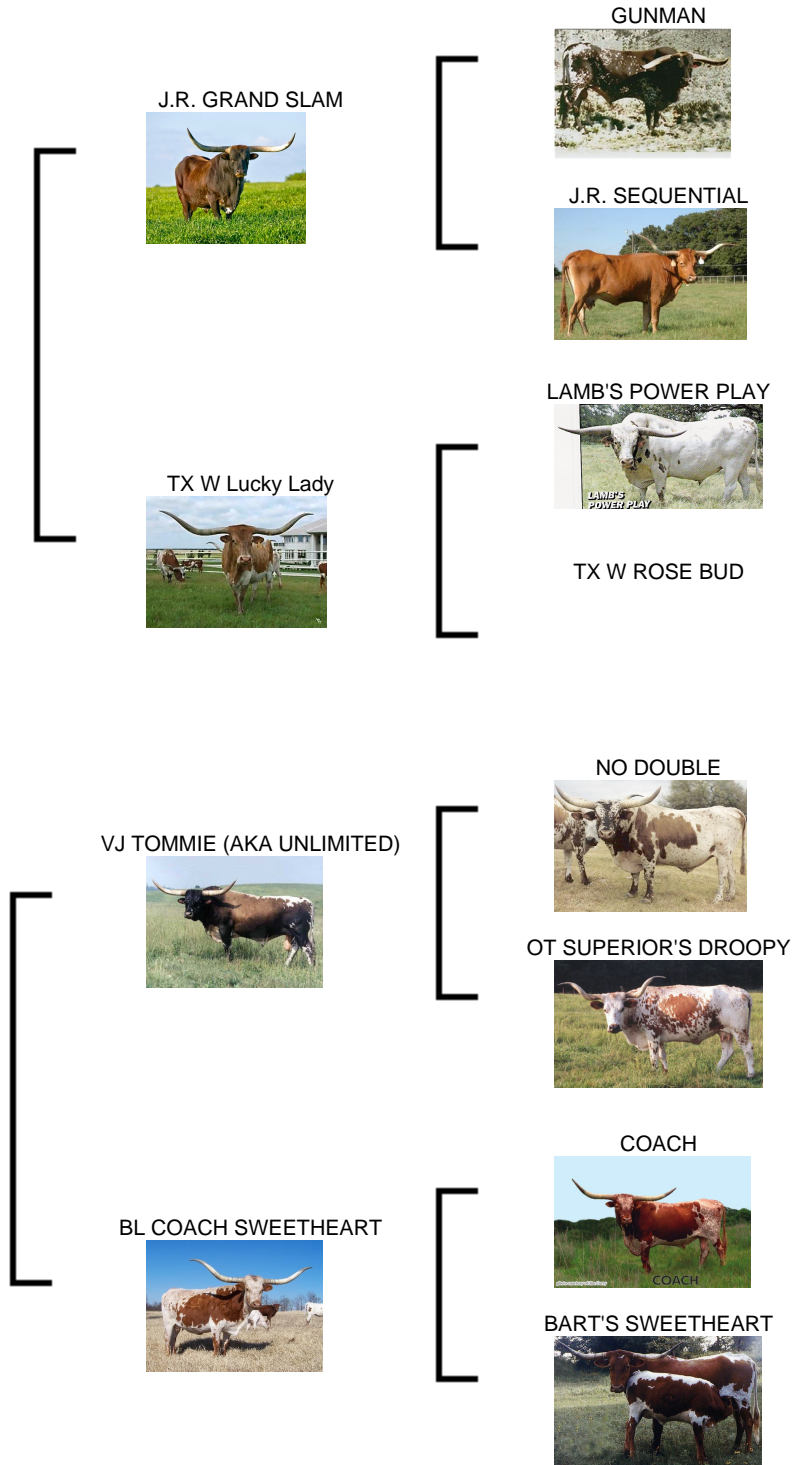 GUNMAN
J.R. GRAND SLAM
J.R. SEQUENTIAL
LAMB'S POWER PLAY
LAMB'S
POWER PLAY
TX W Lucky Lady
TX W ROSE BUD
NO DOUBLE
VJ TOMMIE (AKA UNLIMITED)
OT SUPERIOR'S DROOPY
COACH
COACH
BL COACH SWEETHEART
BART'S SWEETHEART